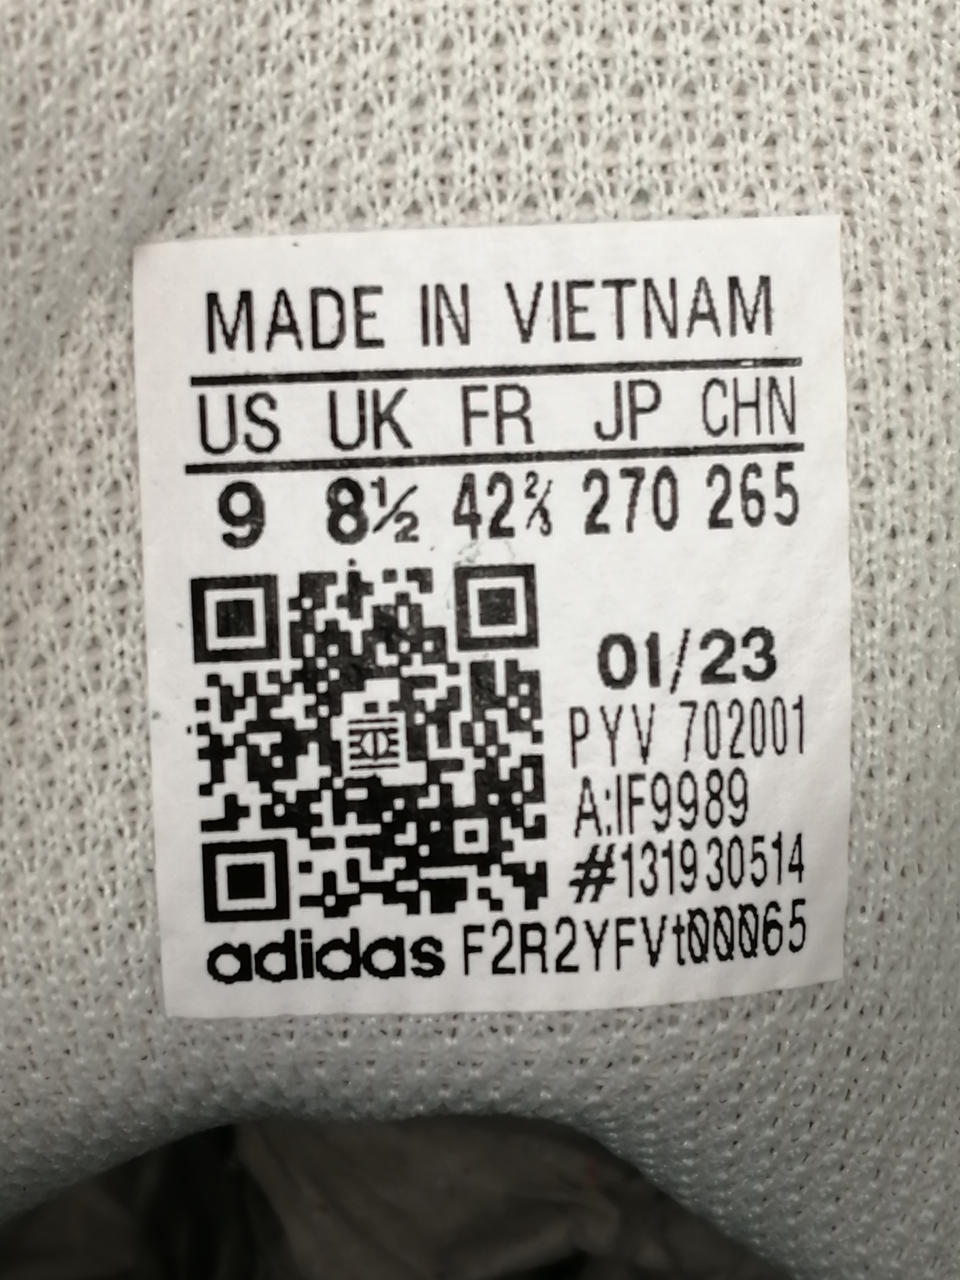 MADE IN VIETNAM
US UK FR JP CHN
9 8½ 42⅔ 270 265
01/23
PYV 702001
A:IF9989
#131930514
adidas F2R2YFVt00065